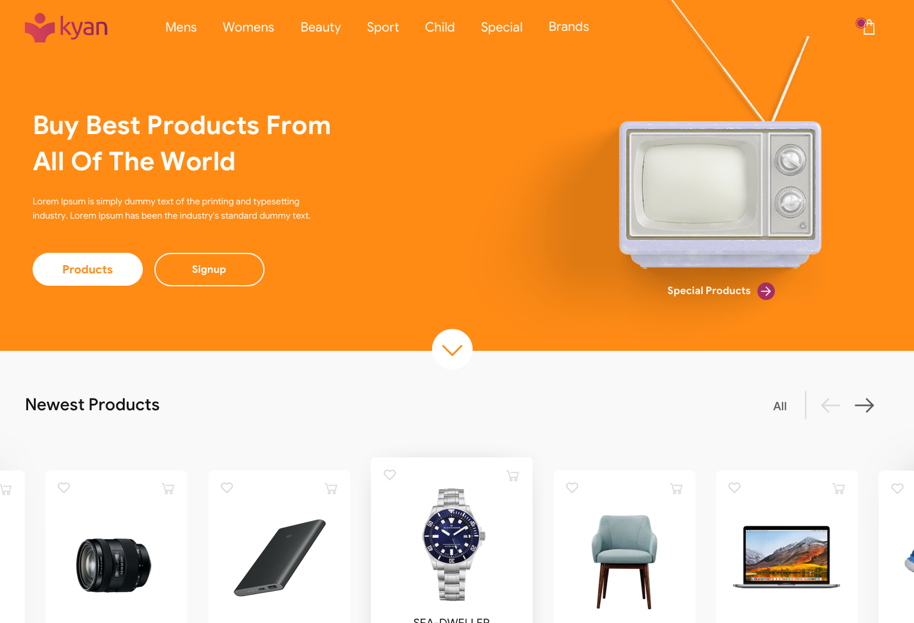 kyan
Mens
Womens
Beauty
Sport
Child
Special
Brands
Buy Best Products From
All Of The World
Lorem Ipsum is simply dummy text of the printing and typesetting
industry. Lorem Ipsum has been the industry's standard dummy text.
Products
Signup
Special Products
Newest Products
All
SEA-DWELLER